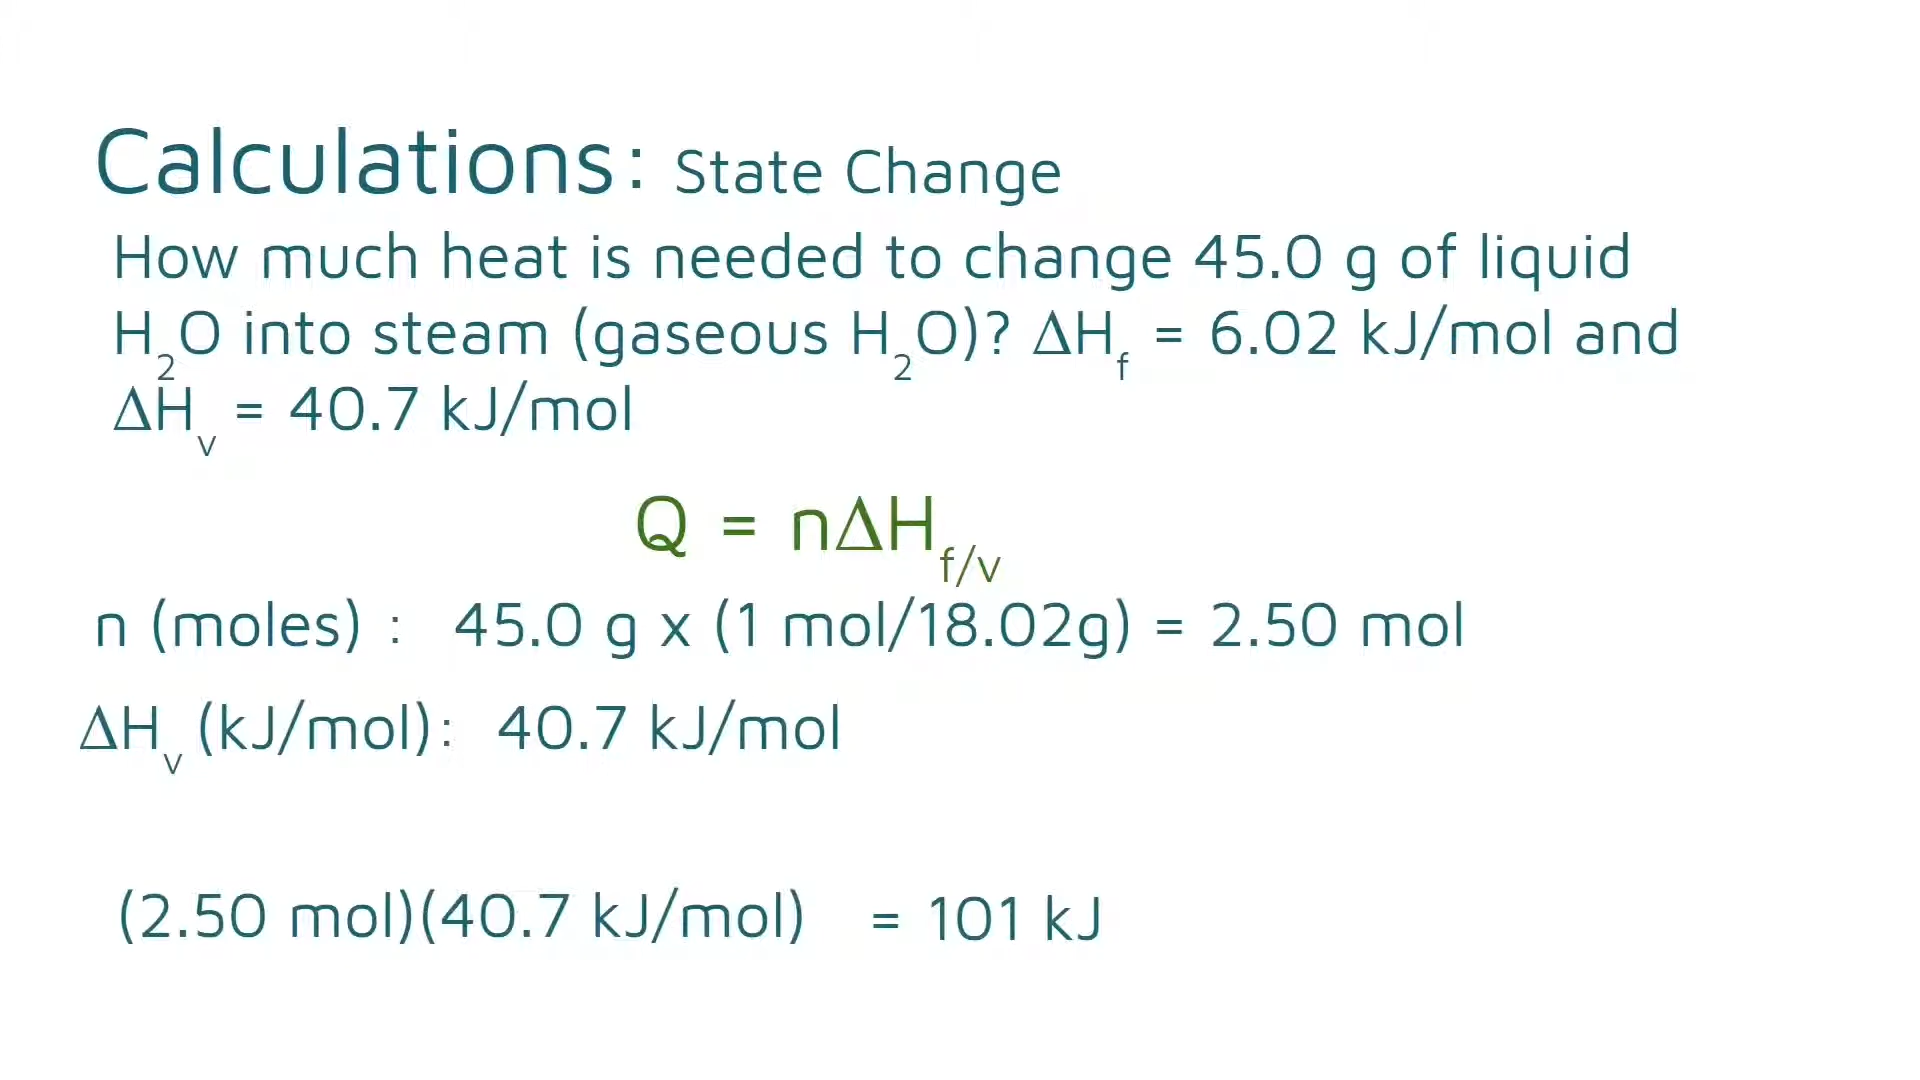 Calculations: State Change
How much heat is needed to change 45.0 g of liquid
H₂O into steam (gaseous H₂O)? ΔH_f = 6.02 kJ/mol and
ΔHᵥ = 40.7 kJ/mol
Q = nΔH_f/v
n (moles) : 45.0 g x (1 mol/18.02g) = 2.50 mol
ΔHᵥ (kJ/mol): 40.7 kJ/mol
(2.50 mol)(40.7 kJ/mol) = 101 kJ